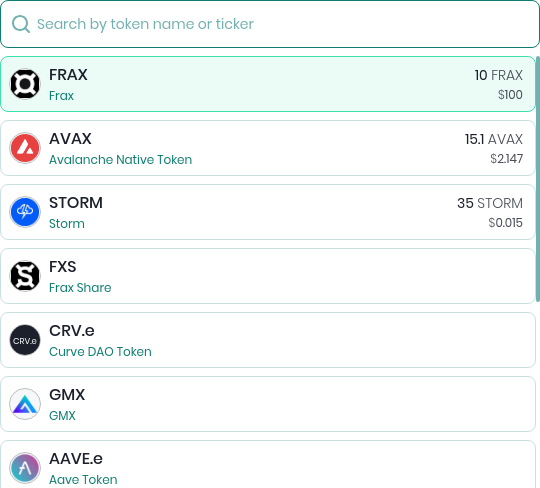 Search by token name or ticker
FRAX
10 FRAX
Frax
$100
AVAX
15.1 AVAX
Avalanche Native Token
$2.147
STORM
35 STORM
Storm
$0.015
FXS
Frax Share
CRV.e
CRV.e
Curve DAO Token
GMX
GMX
AAVE.e
Aave Token